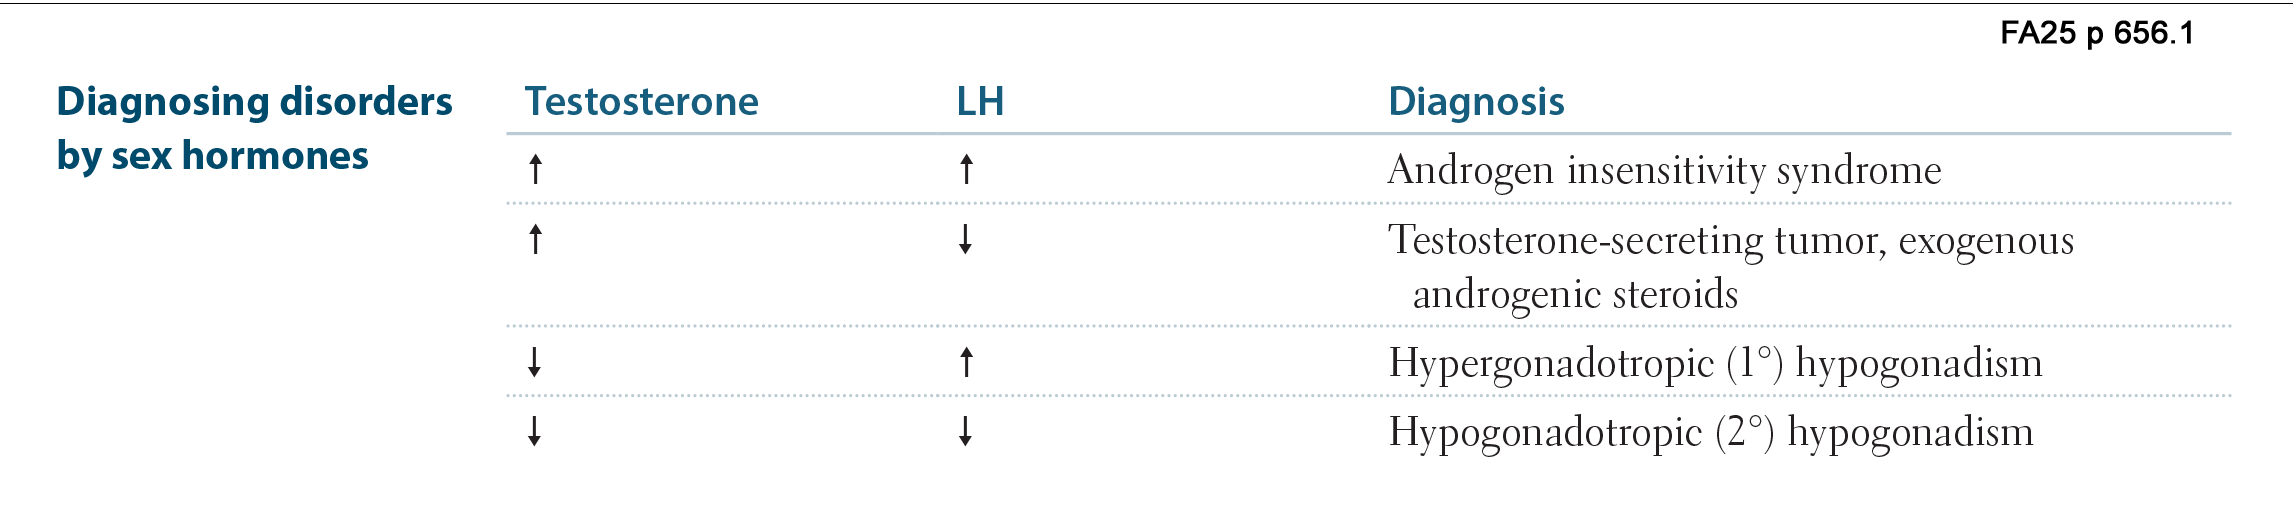 FA25 p 656.1
Diagnosing disorders
by sex hormones
Testosterone LH Diagnosis
↑ ↑ Androgen insensitivity syndrome
↑ ↓ Testosterone-secreting tumor, exogenous
androgenic steroids
↓ ↑ Hypergonadotropic (1°) hypogonadism
↓ ↓ Hypogonadotropic (2°) hypogonadism